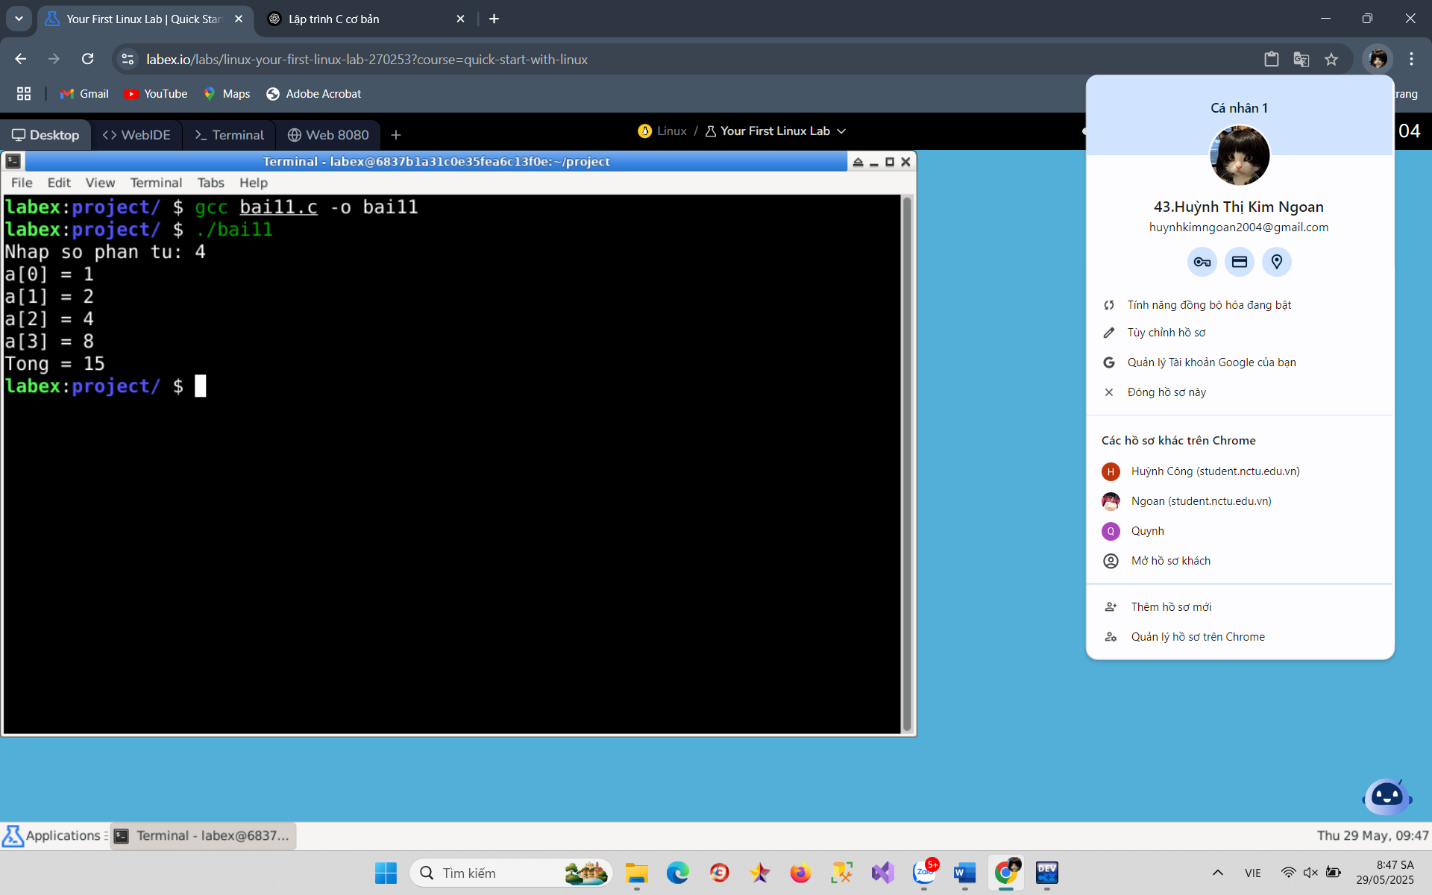 Your First Linux Lab | Quick Star
Lập trình C cơ bản
labex.io/labs/linux-your-first-linux-lab-270253?course=quick-start-with-linux
Gmail
YouTube
Maps
Adobe Acrobat
trang
Desktop
WebIDE
Terminal
Web 8080
Linux / Your First Linux Lab
04
Terminal - labex@6837b1a31c0e35fea6c13f0e:~/project
File Edit View Terminal Tabs Help
labex:project/ $ gcc bai11.c -o bai11
labex:project/ $ ./bai11
Nhap so phan tu: 4
a[0] = 1
a[1] = 2
a[2] = 4
a[3] = 8
Tong = 15
labex:project/ $
Cá nhân 1
43.Huỳnh Thị Kim Ngoan
huynhkimngoan2004@gmail.com
Tính năng đồng bộ hóa đang bật
Tùy chỉnh hồ sơ
Quản lý Tài khoản Google của bạn
Đóng hồ sơ này
Các hồ sơ khác trên Chrome
H
Huỳnh Công (student.nctu.edu.vn)
Ngoan (student.nctu.edu.vn)
Q
Quynh
Mở hồ sơ khách
Thêm hồ sơ mới
Quản lý hồ sơ trên Chrome
Applications
Terminal - labex@6837...
Thu 29 May, 09:47
Tìm kiếm
Zalo
5+
W
DEV
VIE
8:47 SA
29/05/2025